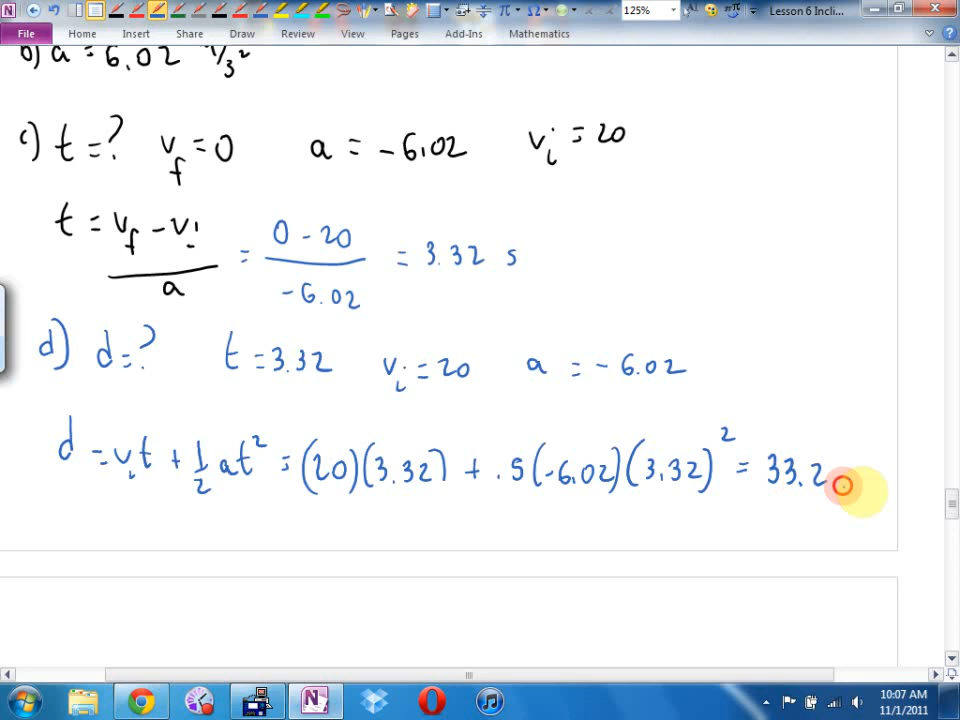 125%
Lesson 6 Incli...
File Home Insert Share Draw Review View Pages Add-Ins Mathematics
b) a = 6.02 m/s²
c) t = ? v_f = 0 a = -6.02 v_i = 20
t = v_f - v_i / a = 0 - 20 / -6.02 = 3.32 s
d) d = ? t = 3.32 v_i = 20 a = -6.02
d = v_i t + 1/2 at² = (20)(3.32) + .5(-6.02)(3.32)² = 33.2
10:07 AM
11/1/2011